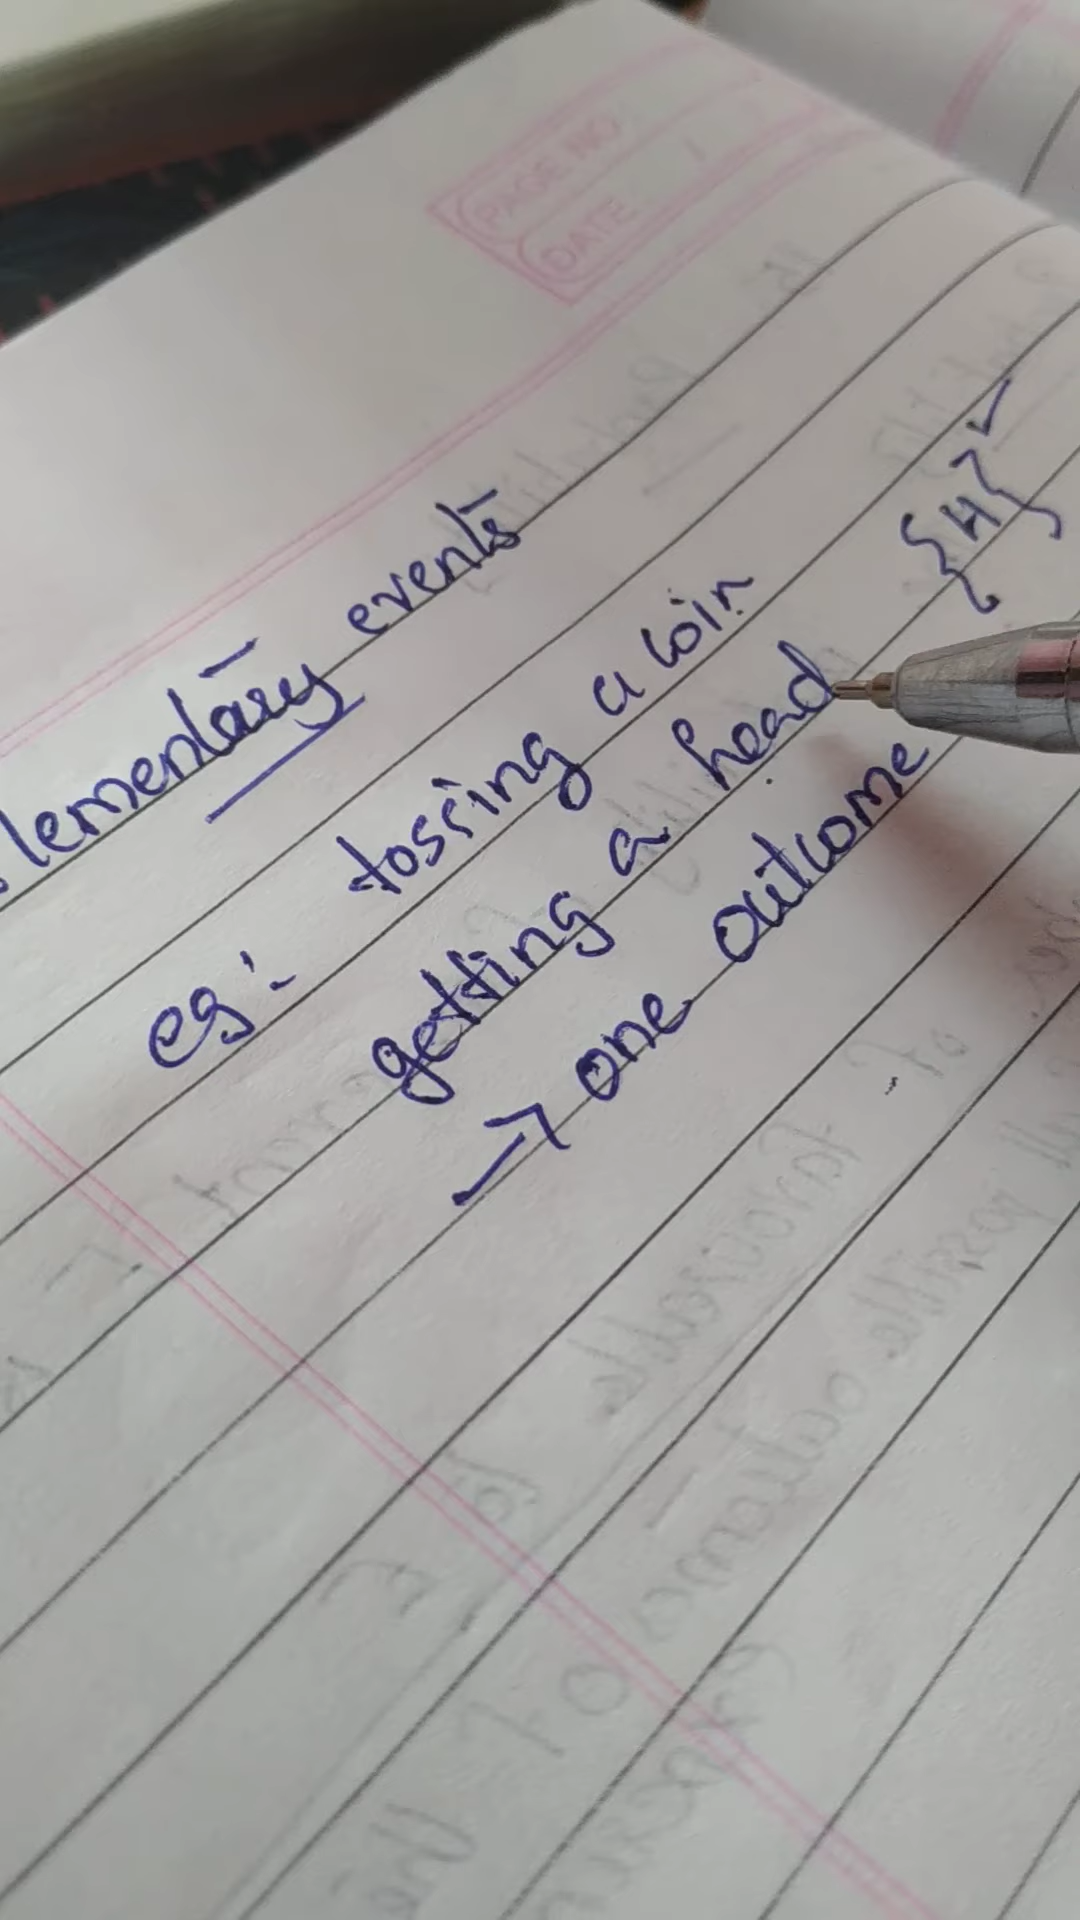 PAGE NO
DATE
lementary events
eg:- tossing a coin
getting a head {H} ✓
→ one outcome